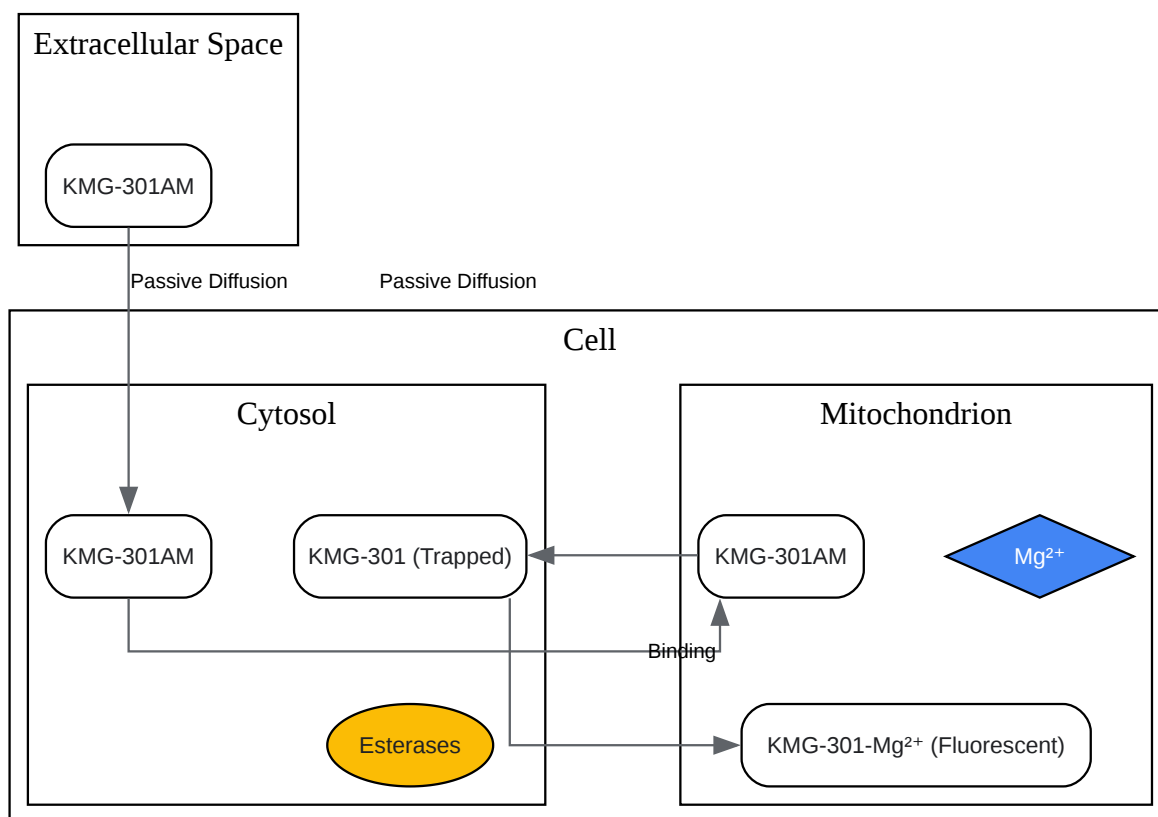 Extracellular Space
KMG-301AM
Passive Diffusion
Passive Diffusion
Cell
Cytosol
Mitochondrion
KMG-301AM
KMG-301 (Trapped)
KMG-301AM
Mg²⁺
Binding
Esterases
KMG-301-Mg²⁺ (Fluorescent)